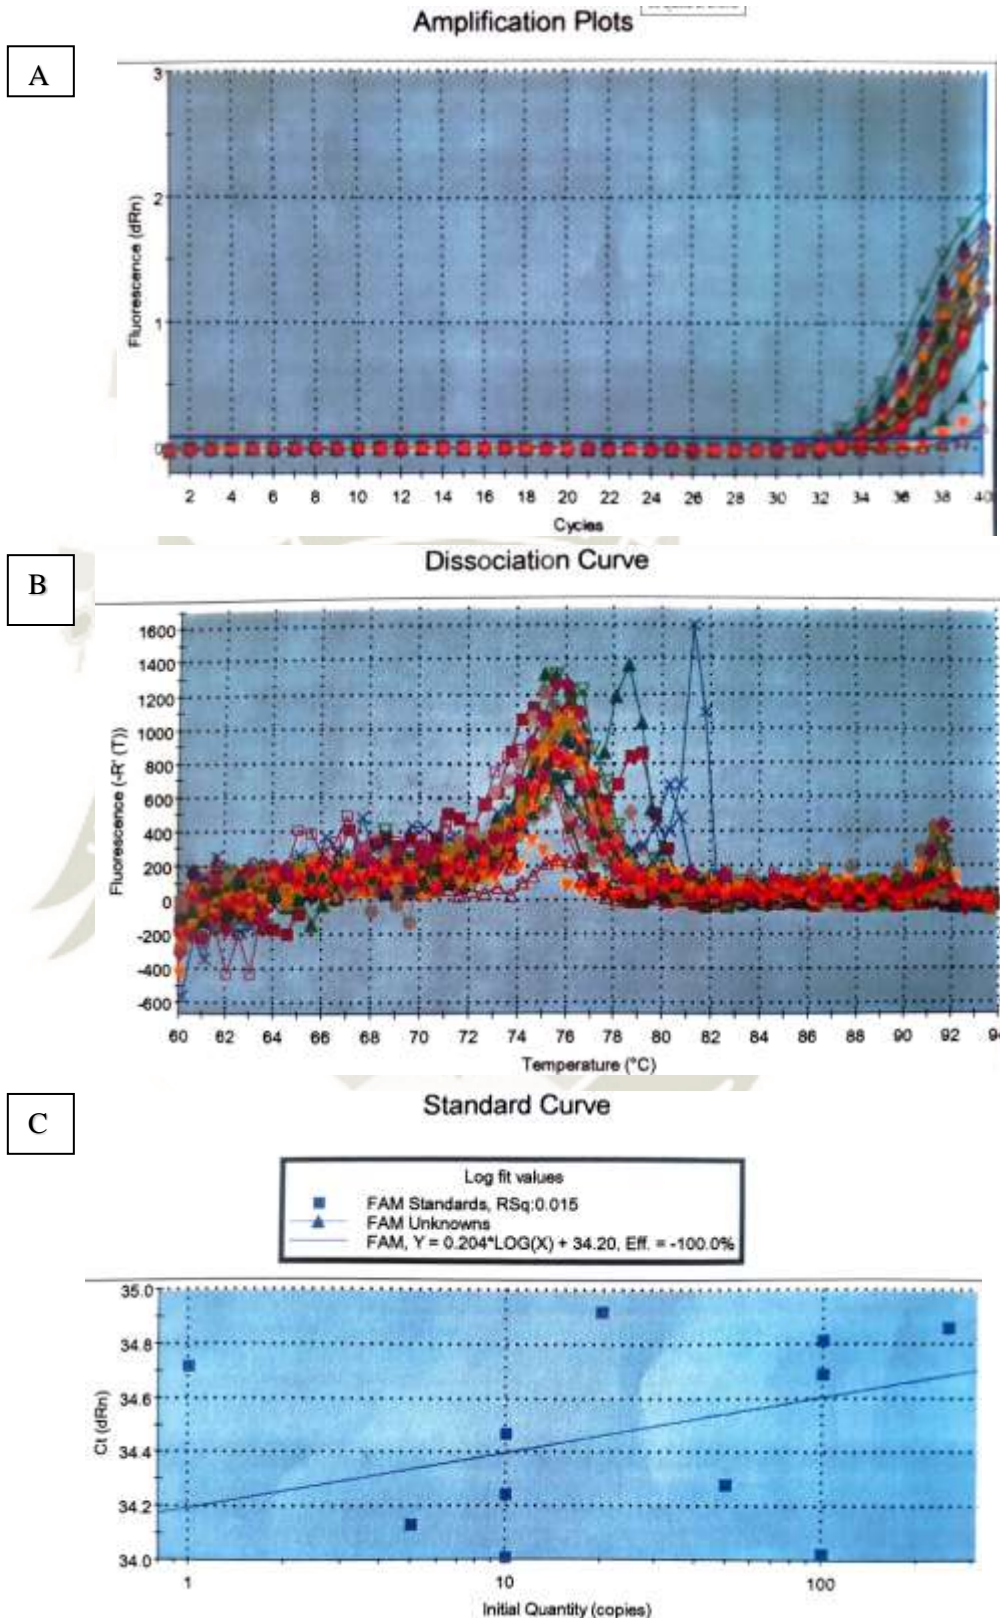 Amplification Plots
A
3
2
1
0
Fluorescence (dRn)
2 4 6 8 10 12 14 16 18 20 22 24 26 28 30 32 34 36 38 40
Cycles
Dissociation Curve
B
1600
1400
1200
1000
800
600
400
200
0
-200
-400
-600
Fluorescence (-R' (T))
60 62 64 66 68 70 72 74 76 78 80 82 84 86 88 90 92
Temperature (°C)
Standard Curve
C
Log fit values
FAM Standards, RSq:0.015
FAM Unknowns
FAM, Y = 0.204*LOG(X) + 34.20, Eff. = -100.0%
35.0
34.8
34.6
34.4
34.2
34.0
Ct (dRn)
1 10 100
Initial Quantity (copies)